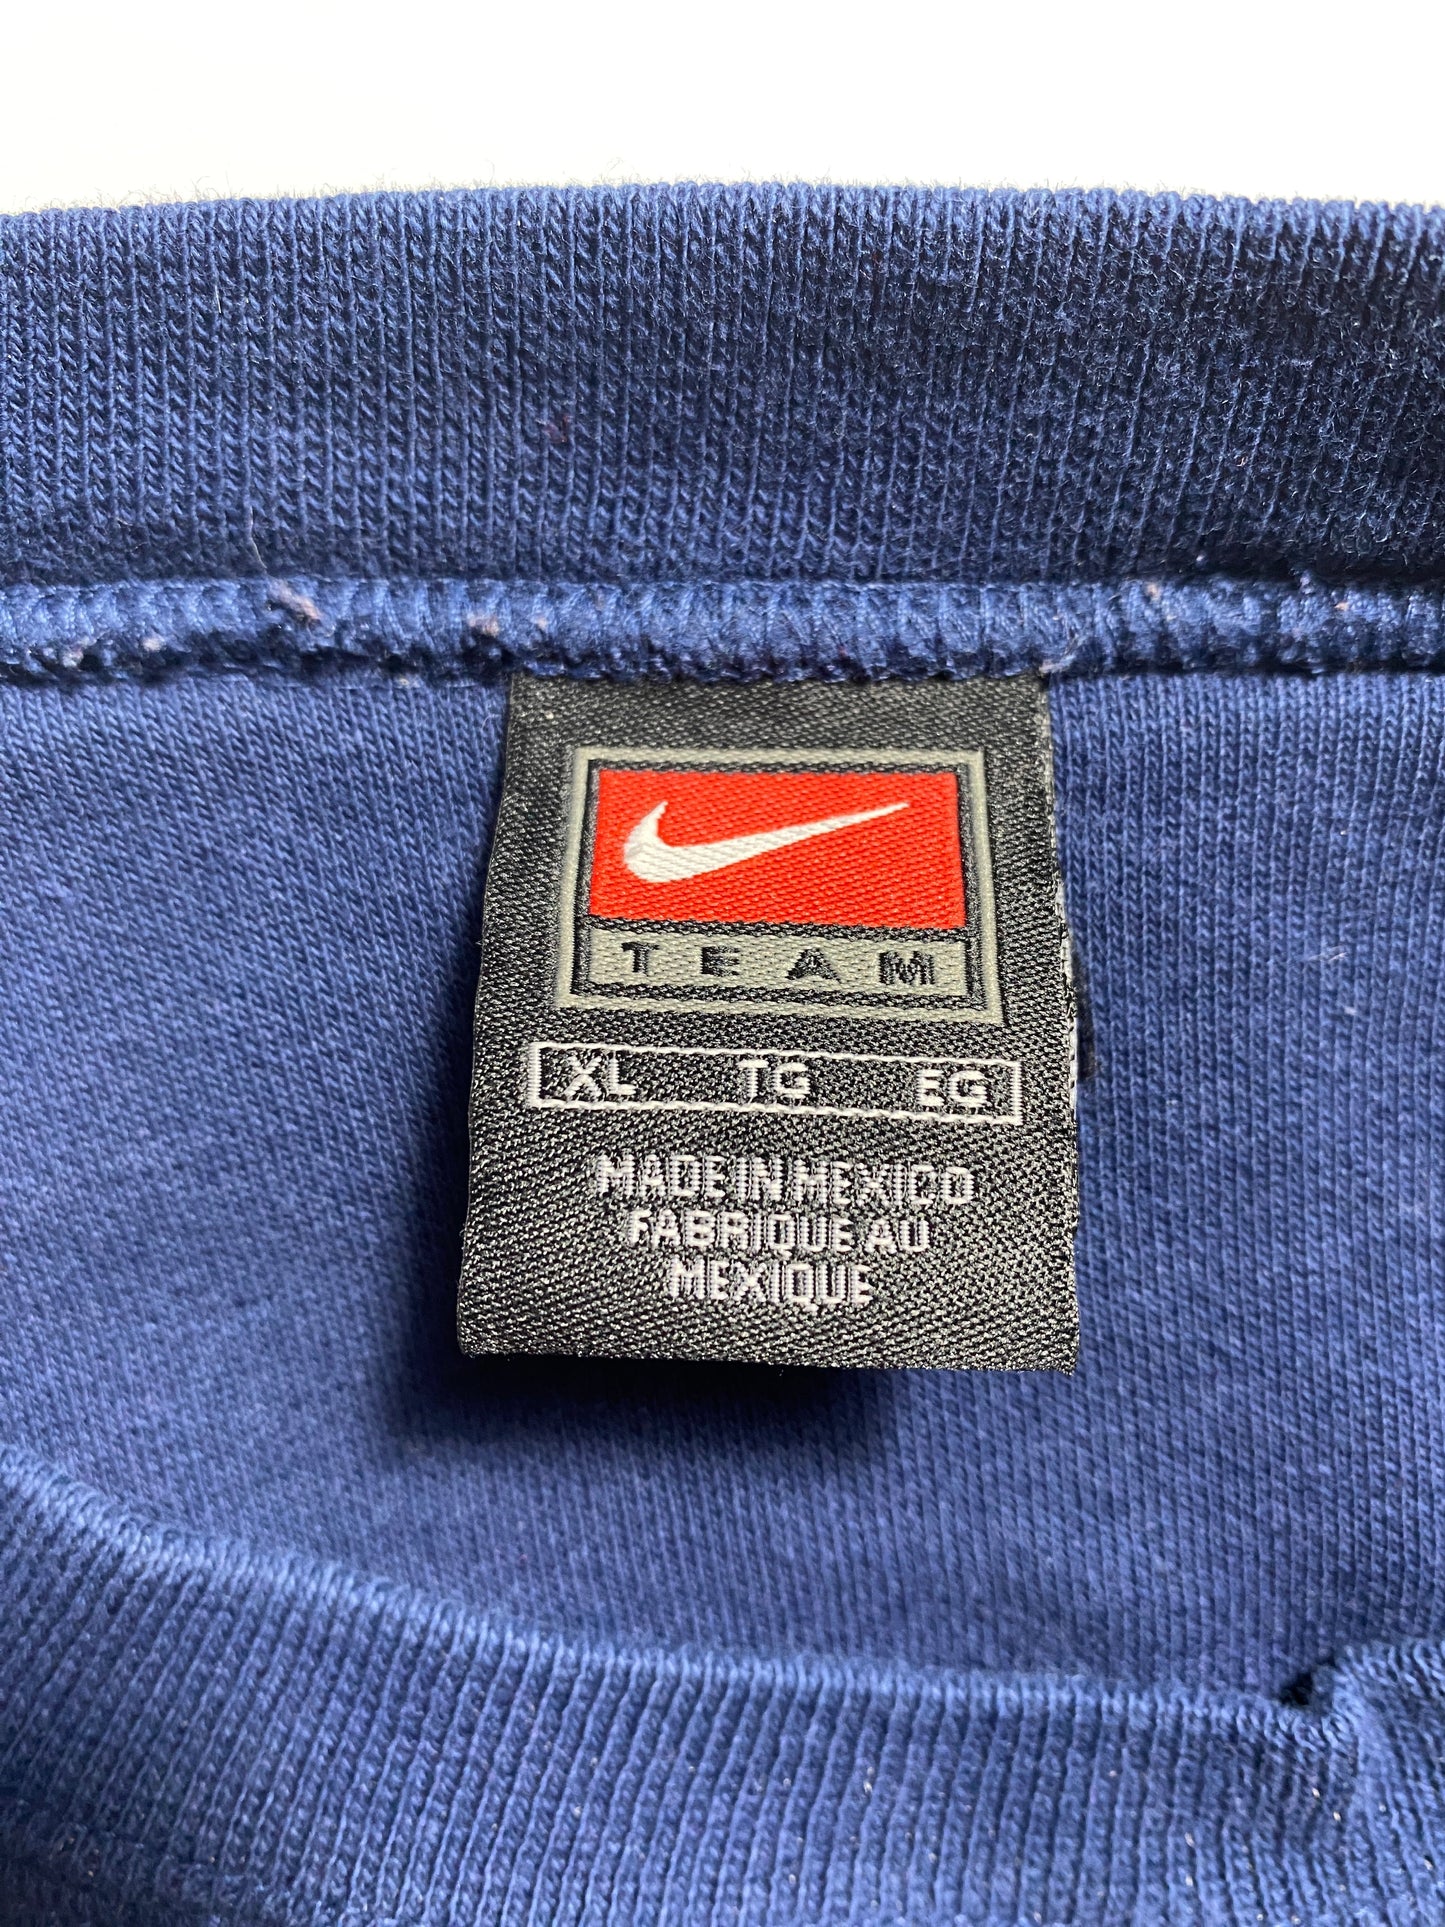 TEAM
XL TG EG
MADE IN MEXICO
FABRIQUE AU
MEXIQUE